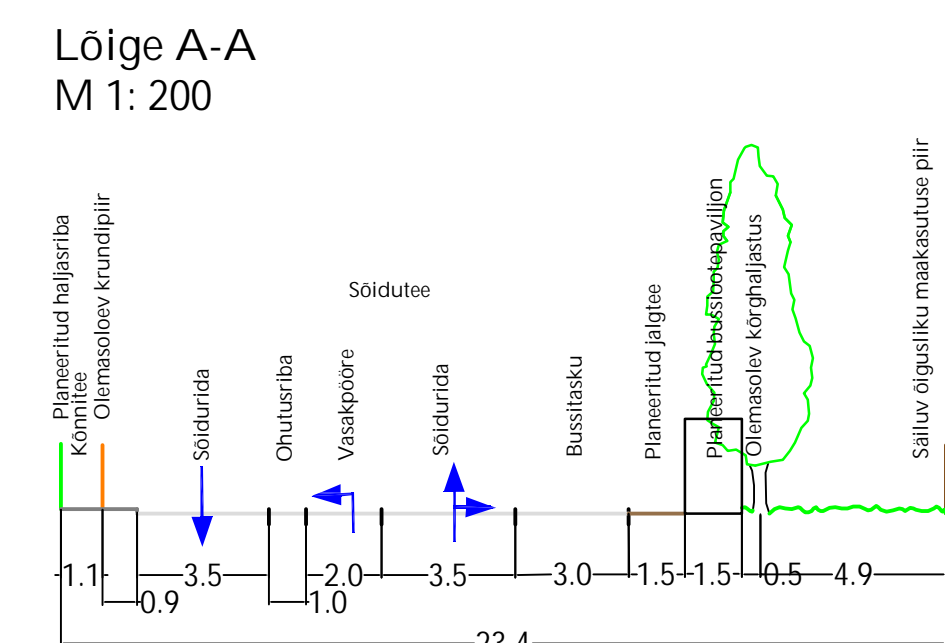 Lõige A-A
M 1: 200
Planeeritud haljasriba
Kõnnitee
Olemasoloev krundipiir
Sõidurida
Ohutusriba
Vasakpööre
Sõidutee
Sõidurida
Bussitasku
Planeeritud jalgtee
Planeeritud bussiootepaviljon
Olemasolev kõrghaljastus
Säiluv õigusliku maakasutuse piir
1.1
0.9
3.5
1.0
2.0
3.5
3.0
1.5
1.5
0.5
4.9
23.4